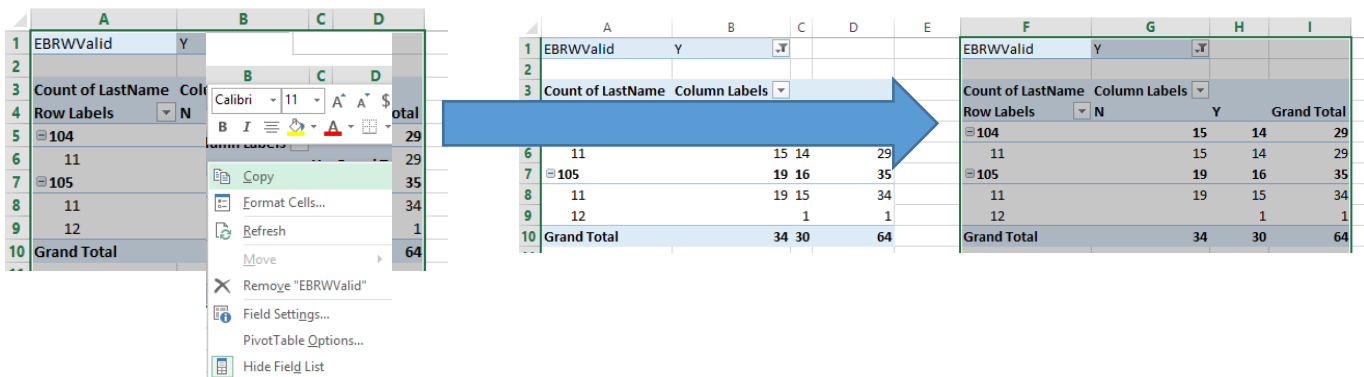 A B C D
1 EBRWValid Y
2
B C D
3 Count of LastName Colu
Calibri 11 A A $
4 Row Labels N otal
B I A
5 104 29
umn Labels
6 11 29
7 105 35
8 11 34
9 12 1
10 Grand Total 64
Copy
Format Cells...
Refresh
Move
Remove "EBRWValid"
Field Settings...
PivotTable Options...
Hide Field List
A B C D E
1 EBRWValid Y
2
3 Count of LastName Column Labels
6 11 15 14 29
7 105 19 16 35
8 11 19 15 34
9 12 1 1
10 Grand Total 34 30 64
F G H I
EBRWValid Y
Count of LastName Column Labels
Row Labels N Y Grand Total
104 15 14 29
11 15 14 29
105 19 16 35
11 19 15 34
12 1 1
Grand Total 34 30 64